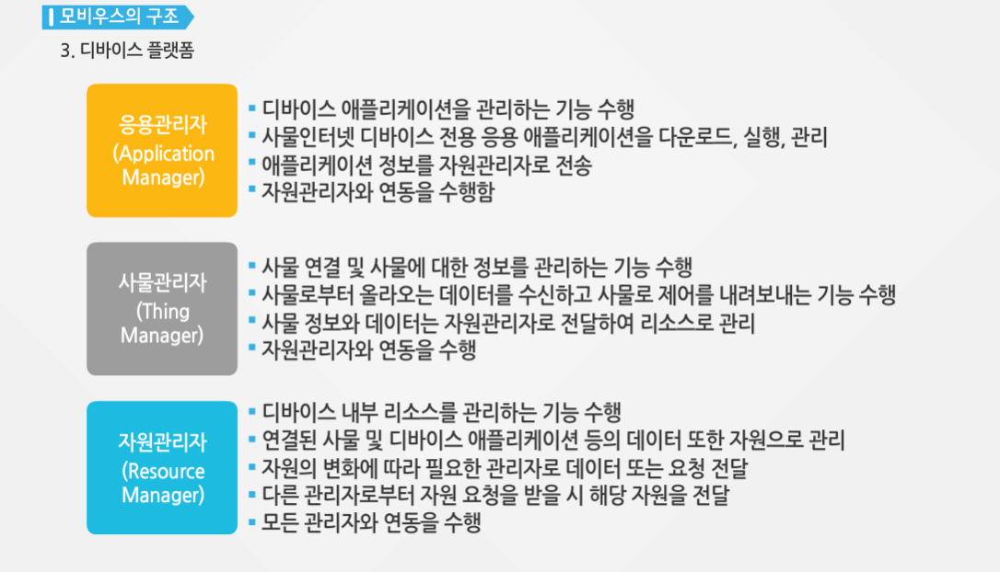 모비우스의 구조
3. 디바이스 플랫폼
응용관리자
(Application
Manager)
▪ 디바이스 애플리케이션을 관리하는 기능 수행
▪ 사물인터넷 디바이스 전용 응용 애플리케이션을 다운로드, 실행, 관리
▪ 애플리케이션 정보를 자원관리자로 전송
▪ 자원관리자와 연동을 수행함
사물관리자
(Thing
Manager)
▪ 사물 연결 및 사물에 대한 정보를 관리하는 기능 수행
▪ 사물로부터 올라오는 데이터를 수신하고 사물로 제어를 내려보내는 기능 수행
▪ 사물 정보와 데이터는 자원관리자로 전달하여 리소스로 관리
▪ 자원관리자와 연동을 수행
자원관리자
(Resource
Manager)
▪ 디바이스 내부 리소스를 관리하는 기능 수행
▪ 연결된 사물 및 디바이스 애플리케이션 등의 데이터 또한 자원으로 관리
▪ 자원의 변화에 따라 필요한 관리자로 데이터 또는 요청 전달
▪ 다른 관리자로부터 자원 요청을 받을 시 해당 자원을 전달
▪ 모든 관리자와 연동을 수행